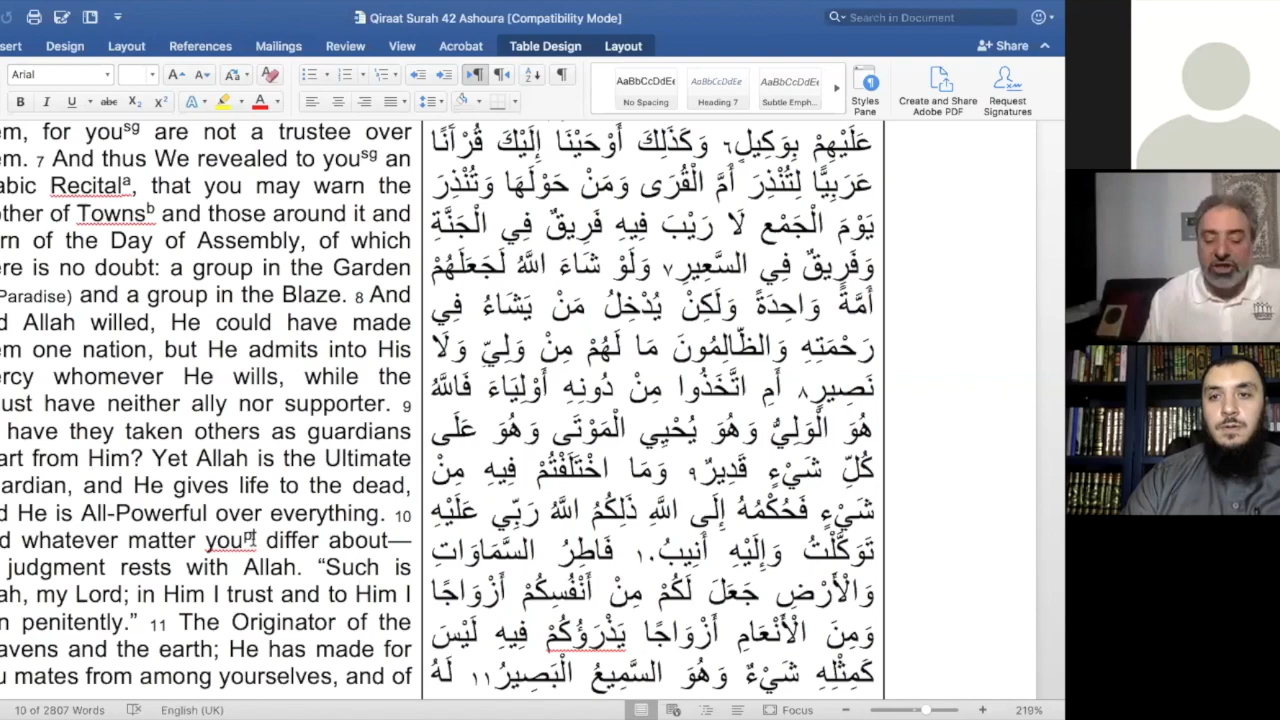 Qiraat Surah 42 Ashoura [Compatibility Mode]
Search in Document
sert Design Layout References Mailings Review View Acrobat Table Design Layout
Share
Arial
AaBbCcDdEe AaBbCcDdEe AaBbCcDdEe
No Spacing Heading 7 Subtle Emph...
Styles Pane
Create and Share Adobe PDF
Request Signatures
em, for yousg are not a trustee over
em. 7 And thus We revealed to yousg an
abic Recitala, that you may warn the
other of Townsb and those around it and
rn of the Day of Assembly, of which
ere is no doubt: a group in the Garden
Paradise) and a group in the Blaze. 8 And
d Allah willed, He could have made
em one nation, but He admits into His
ercy whomever He wills, while the
just have neither ally nor supporter. 9
have they taken others as guardians
art from Him? Yet Allah is the Ultimate
ardian, and He gives life to the dead,
d He is All-Powerful over everything. 10
d whatever matter youpl differ about—
judgment rests with Allah. “Such is
ah, my Lord; in Him I trust and to Him I
n penitently.” 11 The Originator of the
avens and the earth; He has made for
u mates from among yourselves, and of
عَلَيْهِمْ بِوَكِيلٍ٦ وَكَذَلِكَ أَوْحَيْنَا إِلَيْكَ قُرْآنًا
عَرَبِيًّا لِتُنْذِرَ أُمَّ الْقُرَى وَمَنْ حَوْلَهَا وَتُنْذِرَ
يَوْمَ الْجَمْعِ لَا رَيْبَ فِيهِ فَرِيقٌ فِي الْجَنَّةِ
وَفَرِيقٌ فِي السَّعِيرِ٧ وَلَوْ شَاءَ اللَّهُ لَجَعَلَهُمْ
أُمَّةً وَاحِدَةً وَلَكِنْ يُدْخِلُ مَنْ يَشَاءُ فِي
رَحْمَتِهِ وَالظَّالِمُونَ مَا لَهُمْ مِنْ وَلِيٍّ وَلَا
نَصِيرٍ٨ أَمِ اتَّخَذُوا مِنْ دُونِهِ أَوْلِيَاءَ فَاللَّهُ
هُوَ الْوَلِيُّ وَهُوَ يُحْيِي الْمَوْتَى وَهُوَ عَلَى
كُلِّ شَيْءٍ قَدِيرٌ٩ وَمَا اخْتَلَفْتُمْ فِيهِ مِنْ
شَيْءٍ فَحُكْمُهُ إِلَى اللَّهِ ذَلِكُمُ اللَّهُ رَبِّي عَلَيْهِ
تَوَكَّلْتُ وَإِلَيْهِ أُنِيبُ١٠ فَاطِرُ السَّمَاوَاتِ
وَالْأَرْضِ جَعَلَ لَكُمْ مِنْ أَنْفُسِكُمْ أَزْوَاجًا
وَمِنَ الْأَنْعَامِ أَزْوَاجًا يَذْرَؤُكُمْ فِيهِ لَيْسَ
كَمِثْلِهِ شَيْءٌ وَهُوَ السَّمِيعُ الْبَصِيرُ١١ لَهُ
10 of 2807 Words English (UK) Focus 219%